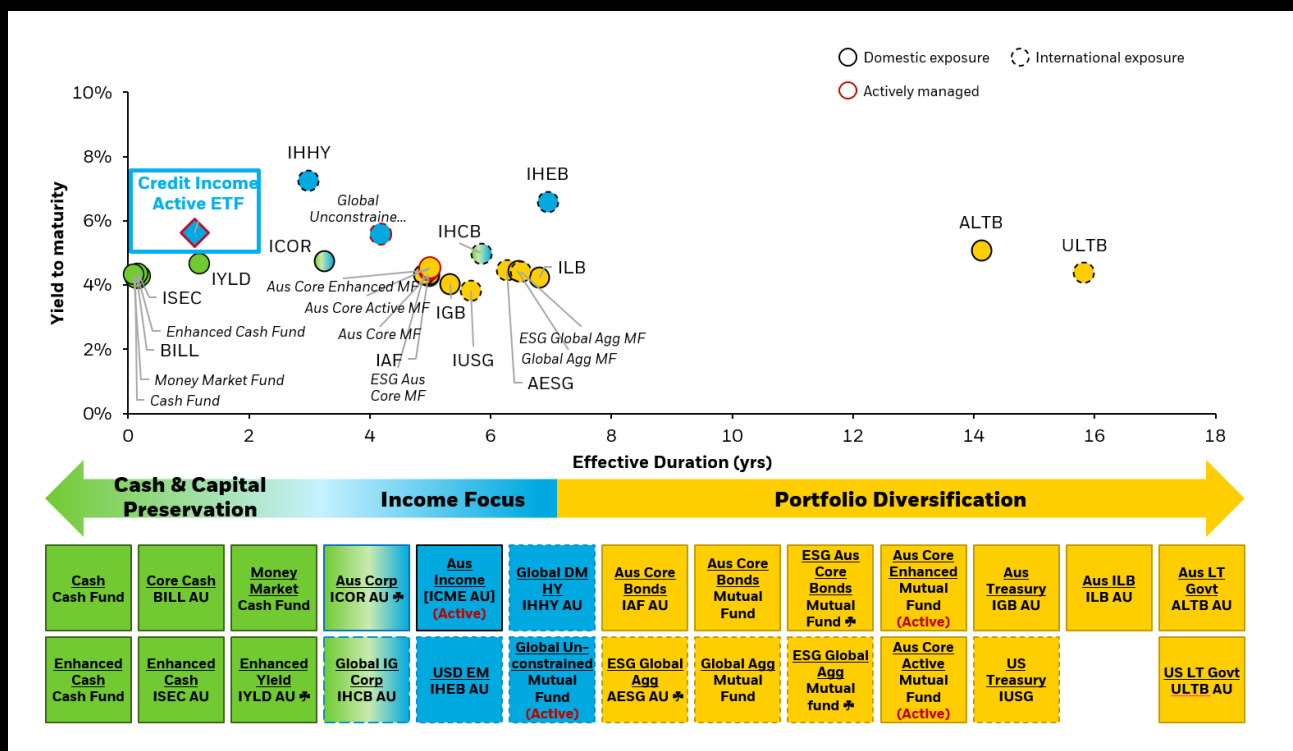 Domestic exposure
International exposure
Actively managed
10%
8%
6%
4%
2%
0%
Yield to maturity
IHHY
IHEB
Credit Income
Active ETF
Global
Unconstraine...
IHCB
ALTB
ULTB
ICOR
ILB
IYLD
ISEC
Aus Core Enhanced MF
Aus Core Active MF
IGB
Enhanced Cash Fund
Aus Core MF
ESG Global Agg MF
BILL
IAF
IUSG
Global Agg MF
Money Market Fund
ESG Aus
Core MF
AESG
Cash Fund
0 2 4 6 8 10 12 14 16 18
Effective Duration (yrs)
Cash & Capital
Preservation
Income Focus
Portfolio Diversification
Cash
Cash Fund
Core Cash
BILL AU
Money
Market
Cash Fund
Aus Corp
ICOR AU ☘
Aus
Income
[ICME AU]
(Active)
Global DM
HY
IHHY AU
Aus Core
Bonds
IAF AU
Aus Core
Bonds
Mutual
Fund
ESG Aus
Core
Bonds
Mutual
Fund ☘
Aus Core
Enhanced
Mutual
Fund
(Active)
Aus
Treasury
IGB AU
Aus ILB
ILB AU
Aus LT
Govt
ALTB AU
Enhanced
Cash
Cash Fund
Enhanced
Cash
ISEC AU
Enhanced
Yield
IYLD AU ☘
Global IG
Corp
IHCB AU
USD EM
IHEB AU
Global Un-
constrained
Mutual
Fund
(Active)
ESG Global
Agg
AESG AU ☘
Global Agg
Mutual
Fund
ESG Global
Agg
Mutual
fund ☘
Aus Core
Active
Mutual
Fund
(Active)
US
Treasury
IUSG
US LT Govt
ULTB AU